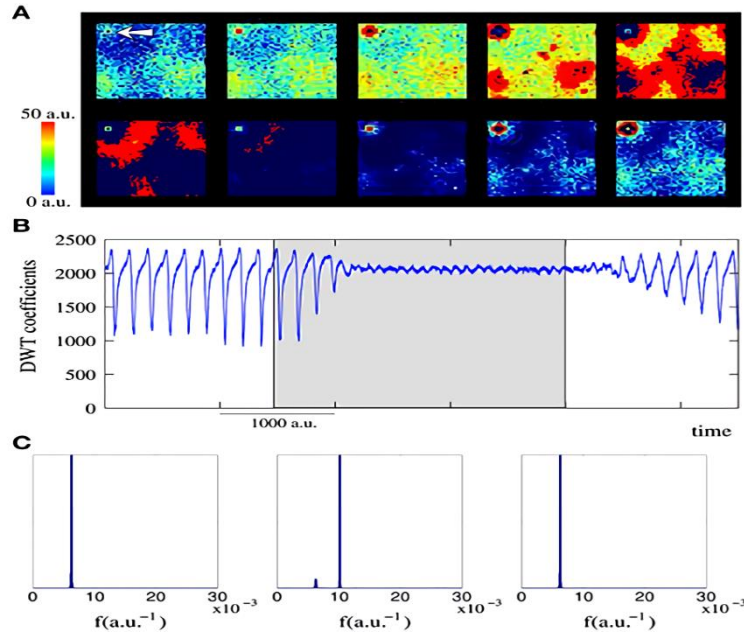 A
50 a.u.
0 a.u.
B
DWT coefficients
2500
2000
1500
1000
500
0
1000 a.u.
time
C
0 10 20 30
x10⁻³
f(a.u.⁻¹)
0 10 20 30
x10⁻³
f(a.u.⁻¹)
0 10 20 30
x10⁻³
f(a.u.⁻¹)